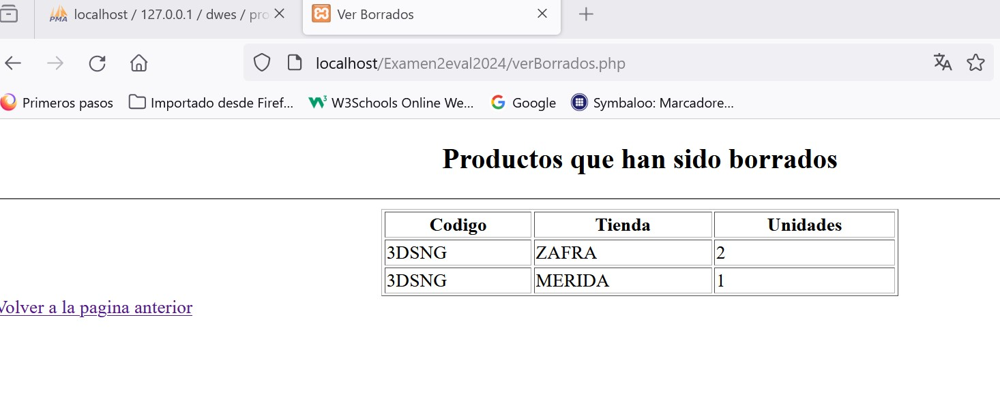 PMA localhost / 127.0.0.1 / dwes / pro
Ver Borrados
localhost/Examen2eval2024/verBorrados.php
Primeros pasos Importado desde Firef... W3Schools Online We... Google Symbaloo: Marcadore...
Productos que han sido borrados
Codigo Tienda Unidades
3DSNG ZAFRA 2
3DSNG MERIDA 1
Volver a la pagina anterior